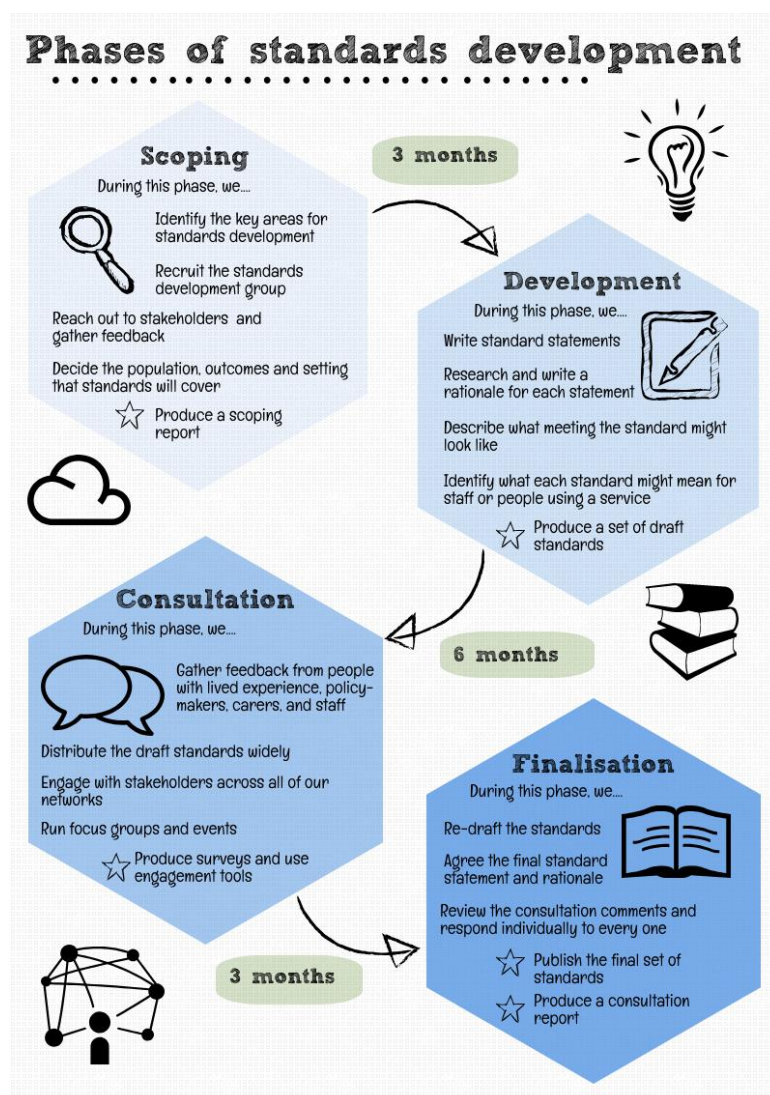 Phases of standards development
Scoping
During this phase, we....
Identify the key areas for
standards development
Recruit the standards
development group
Reach out to stakeholders and
gather feedback
Decide the population, outcomes and setting
that standards will cover
Produce a scoping
report
3 months
Development
During this phase, we....
Write standard statements
Research and write a
rationale for each statement
Describe what meeting the standard might
look like
Identify what each standard might mean for
staff or people using a service
Produce a set of draft
standards
6 months
Consultation
During this phase, we....
Gather feedback from people
with lived experience, policy-
makers, carers, and staff
Distribute the draft standards widely
Engage with stakeholders across all of our
networks
Run focus groups and events
Produce surveys and use
engagement tools
3 months
Finalisation
During this phase, we....
Re-draft the standards
Agree the final standard
statement and rationale
Review the consultation comments and
respond individually to every one
Publish the final set of
standards
Produce a consultation
report